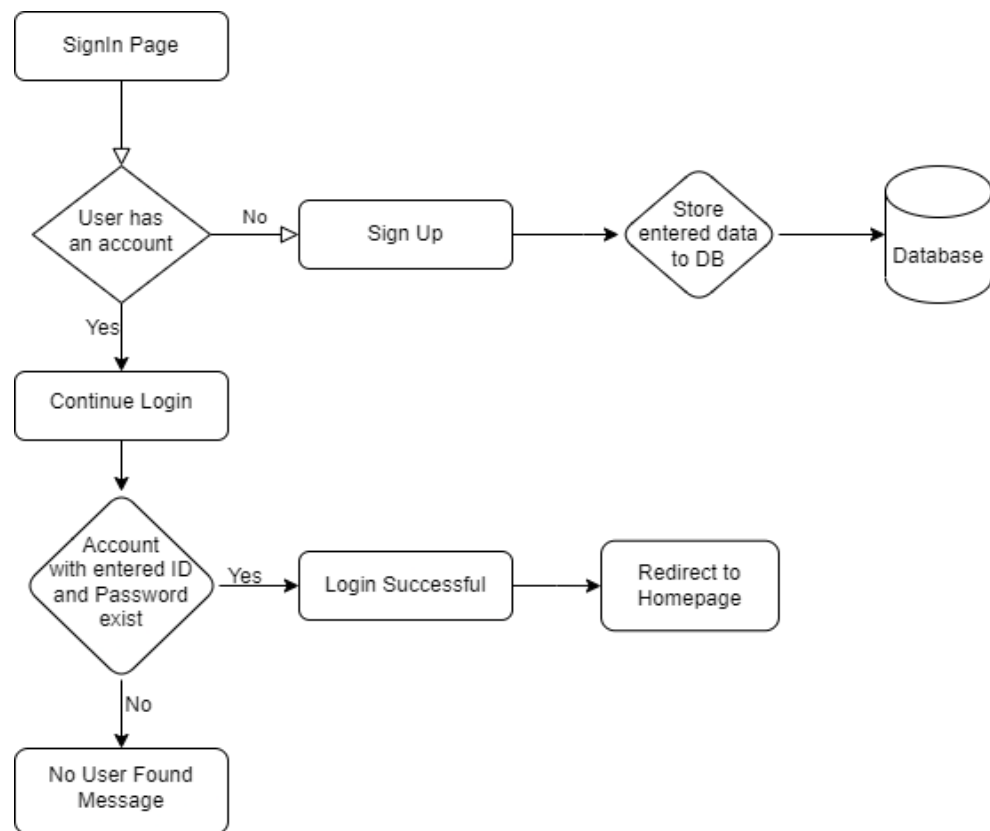 SignIn Page
User has
an account
No
Sign Up
Store
entered data
to DB
Database
Yes
Continue Login
Account
with entered ID
and Password
exist
Yes
Login Successful
Redirect to
Homepage
No
No User Found
Message